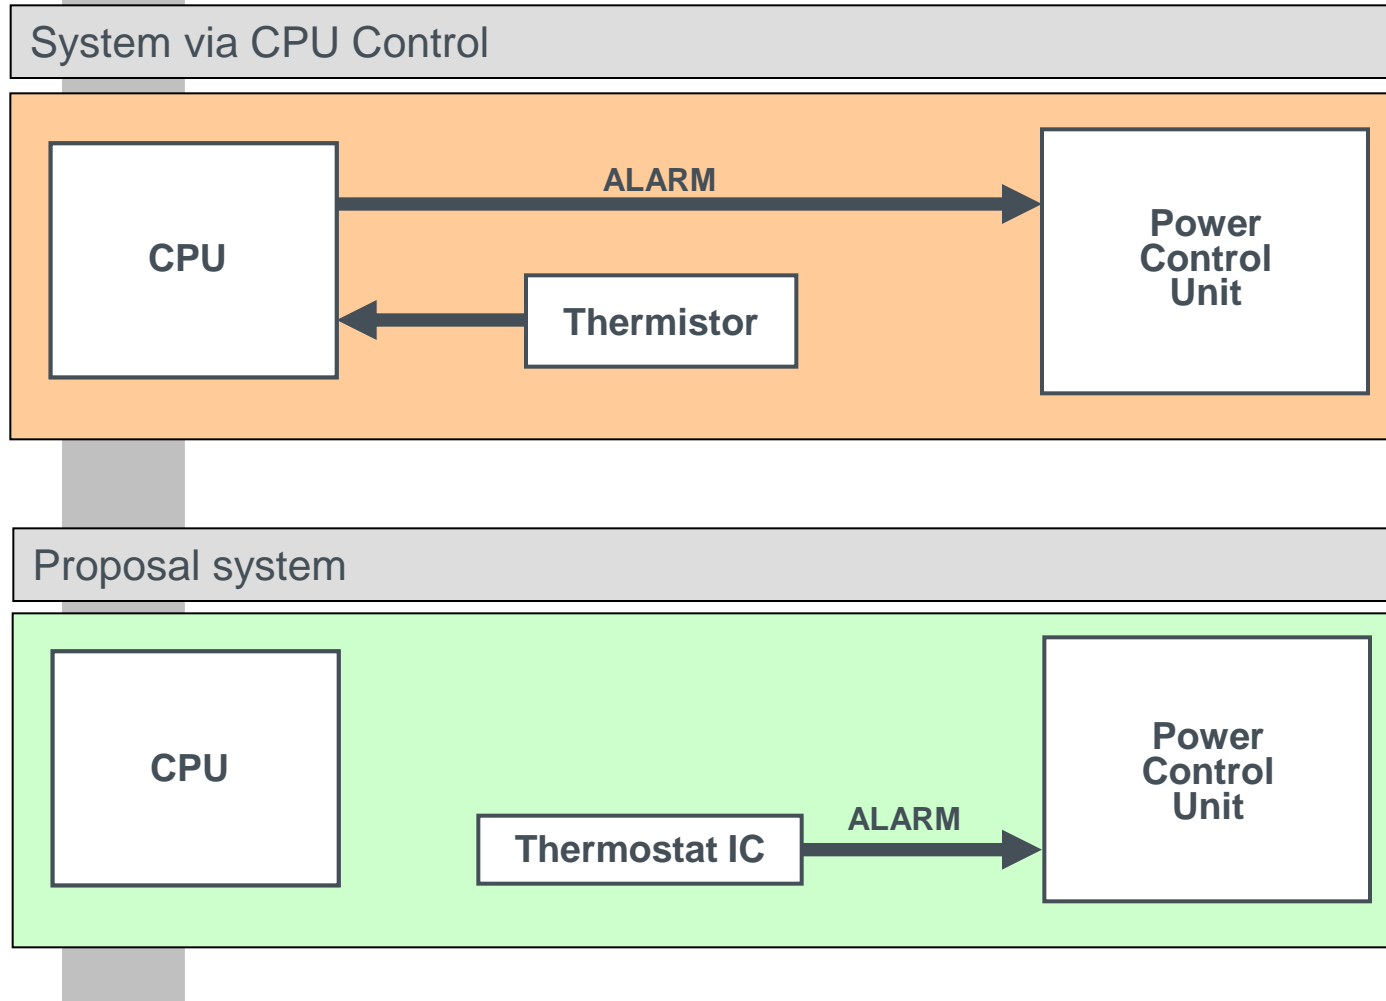 System via CPU Control
ALARM
CPU
Power
Control
Unit
Thermistor
Proposal system
CPU
Power
Control
Unit
ALARM
Thermostat IC